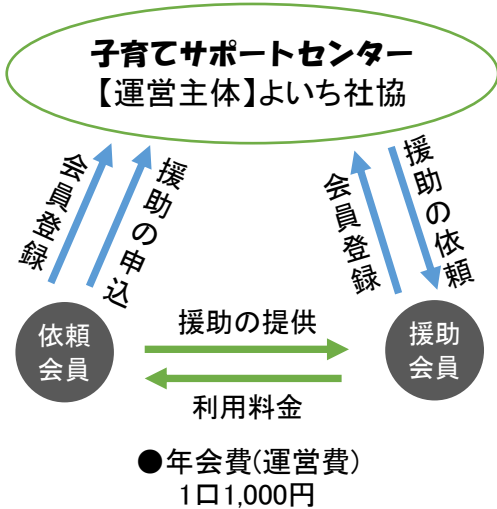 子育てサポートセンター
【運営主体】よいち社協
会員登録
援助の申込
会員登録
援助の依頼
依頼
会員
援助の提供
利用料金
援助
会員
●年会費(運営費)
1口1,000円